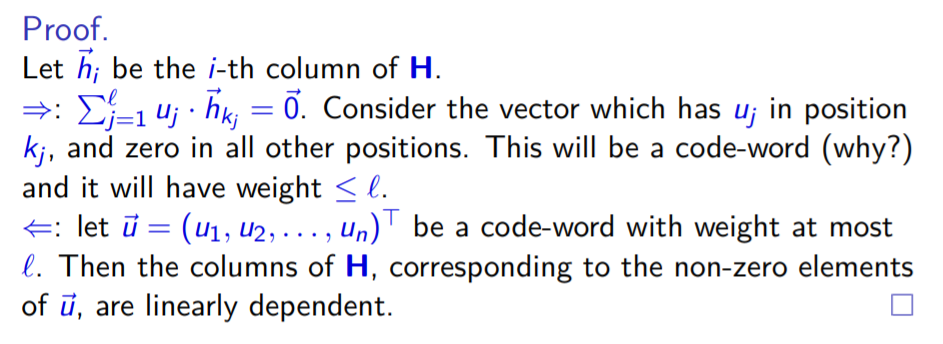 Proof.
Let $\vec{h}_i$ be the i-th column of $\mathbf{H}$.
⇒: $\sum_{j=1}^{\ell} u_j \cdot \vec{h}_{k_j} = \vec{0}$. Consider the vector which has $u_j$ in position
$k_j$, and zero in all other positions. This will be a code-word (why?)
and it will have weight $\leq \ell$.
⇐: let $\vec{u} = (u_1, u_2, \ldots, u_n)^\top$ be a code-word with weight at most
$\ell$. Then the columns of $\mathbf{H}$, corresponding to the non-zero elements
of $\vec{u}$, are linearly dependent. □